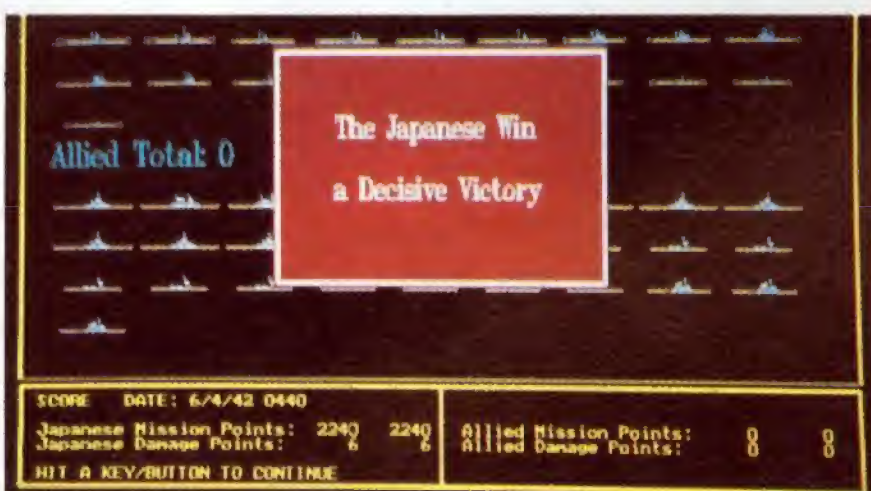 The Japanese Win
a Decisive Victory
Allied Total: 0
SCORE DATE: 6/4/42 0440
Japanese Mission Points: 2240 2240
Japanese Damage Points: 6 6
HIT A KEY/BUTTON TO CONTINUE
Allied Mission Points: 0 0
Allied Damage Points: 0 0